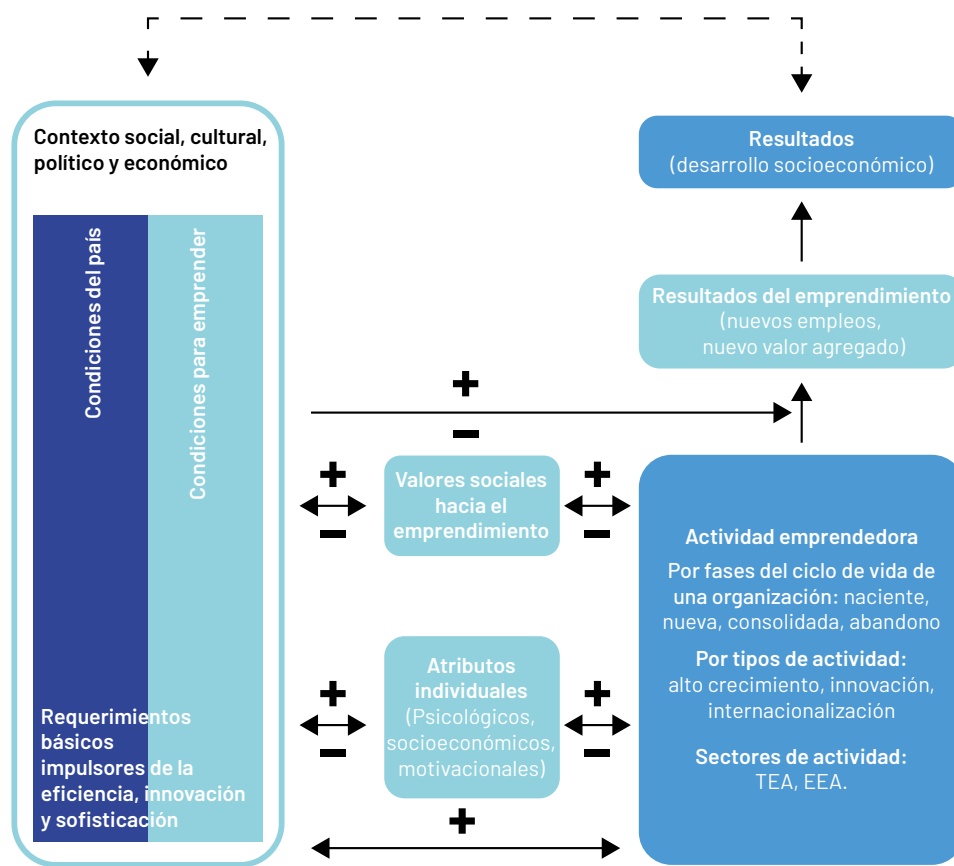 Contexto social, cultural,
político y económico
Condiciones del país
Condiciones para emprender
Requerimientos
básicos
impulsores de la
eficiencia, innovación
y sofisticación
+
−
+
−
Valores sociales
hacia el
emprendimiento
+
−
+
−
Atributos
individuales
(Psicológicos,
socioeconómicos,
motivacionales)
+
−
+
Resultados
(desarrollo socioeconómico)
Resultados del emprendimiento
(nuevos empleos,
nuevo valor agregado)
Actividad emprendedora
Por fases del ciclo de vida de
una organización: naciente,
nueva, consolidada, abandono
Por tipos de actividad:
alto crecimiento, innovación,
internacionalización
Sectores de actividad:
TEA, EEA.